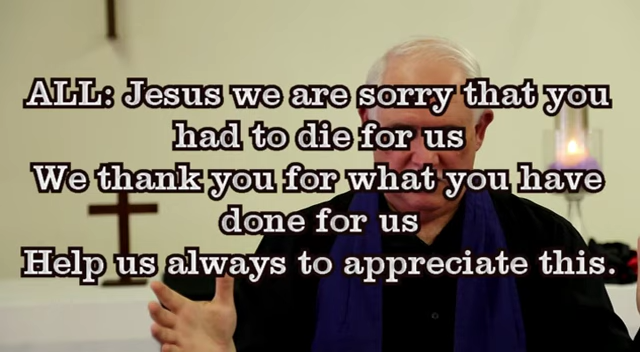 ALL: Jesus we are sorry that you
had to die for us
We thank you for what you have
done for us
Help us always to appreciate this.